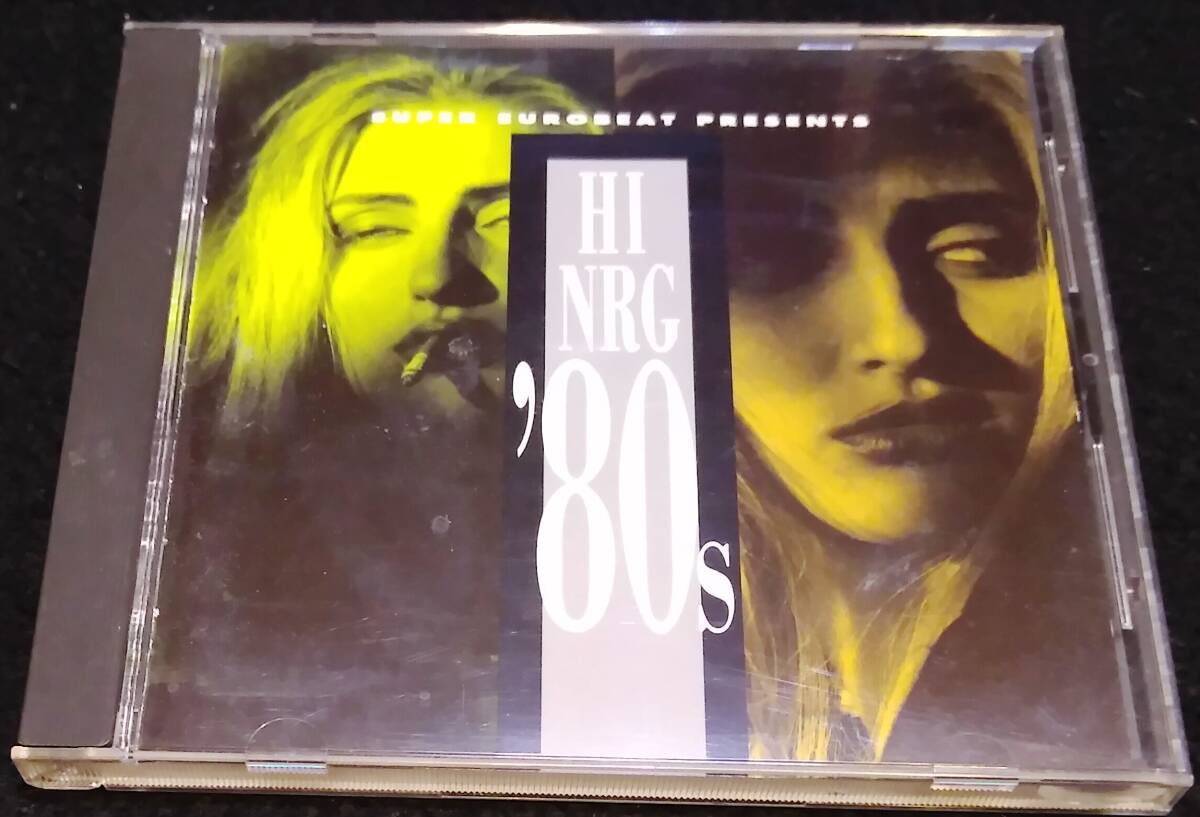 SUPER EUROBEAT PRESENTS
HI
NRG
'80s